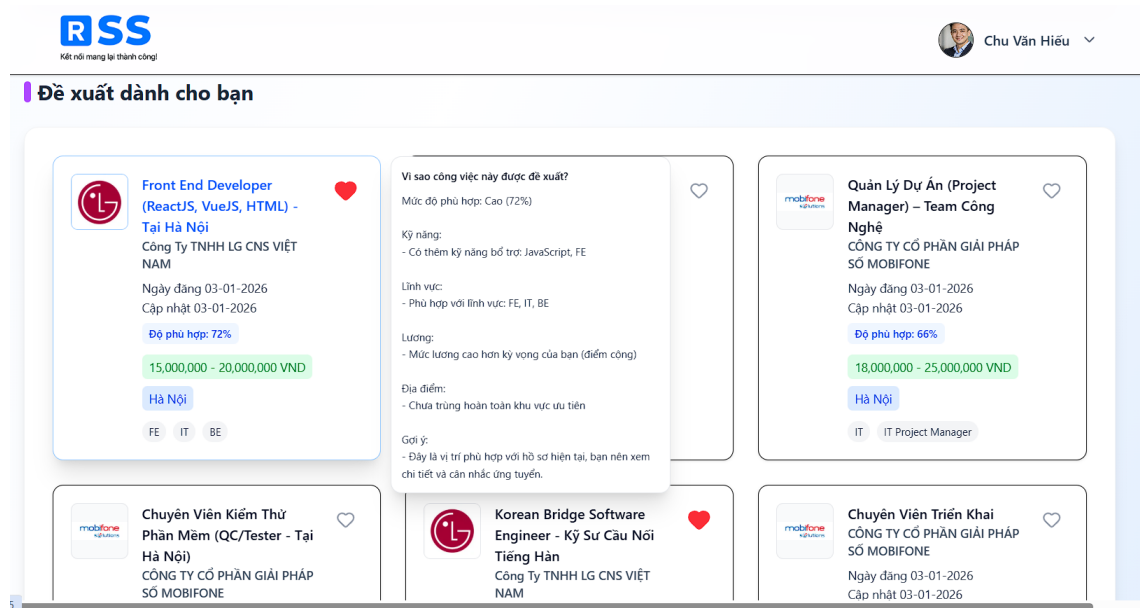 RSS
Kết nối mang lại thành công!
Chu Văn Hiếu
Đề xuất dành cho bạn
LG
Front End Developer
(ReactJS, VueJS, HTML) -
Tại Hà Nội
Công Ty TNHH LG CNS VIỆT
NAM
Ngày đăng 03-01-2026
Cập nhật 03-01-2026
Độ phù hợp: 72%
15,000,000 - 20,000,000 VND
Hà Nội
FE IT BE
Vì sao công việc này được đề xuất?
Mức độ phù hợp: Cao (72%)
Kỹ năng:
- Có thêm kỹ năng bổ trợ: JavaScript, FE
Lĩnh vực:
- Phù hợp với lĩnh vực: FE, IT, BE
Lương:
- Mức lương cao hơn kỳ vọng của bạn (điểm cộng)
Địa điểm:
- Chưa trùng hoàn toàn khu vực ưu tiên
Gợi ý:
- Đây là vị trí phù hợp với hồ sơ hiện tại, bạn nên xem
chi tiết và cân nhắc ứng tuyển.
mobifone
solutions
Quản Lý Dự Án (Project
Manager) – Team Công
Nghệ
CÔNG TY CỔ PHẦN GIẢI PHÁP
SỐ MOBIFONE
Ngày đăng 03-01-2026
Cập nhật 03-01-2026
Độ phù hợp: 66%
18,000,000 - 25,000,000 VND
Hà Nội
IT IT Project Manager
mobifone
solutions
Chuyên Viên Kiểm Thử
Phần Mềm (QC/Tester - Tại
Hà Nội)
CÔNG TY CỔ PHẦN GIẢI PHÁP
SỐ MOBIFONE
LG
Korean Bridge Software
Engineer - Kỹ Sư Cầu Nối
Tiếng Hàn
Công Ty TNHH LG CNS VIỆT
NAM
mobifone
solutions
Chuyên Viên Triển Khai
CÔNG TY CỔ PHẦN GIẢI PHÁP
SỐ MOBIFONE
Ngày đăng 03-01-2026
Cập nhật 03-01-2026